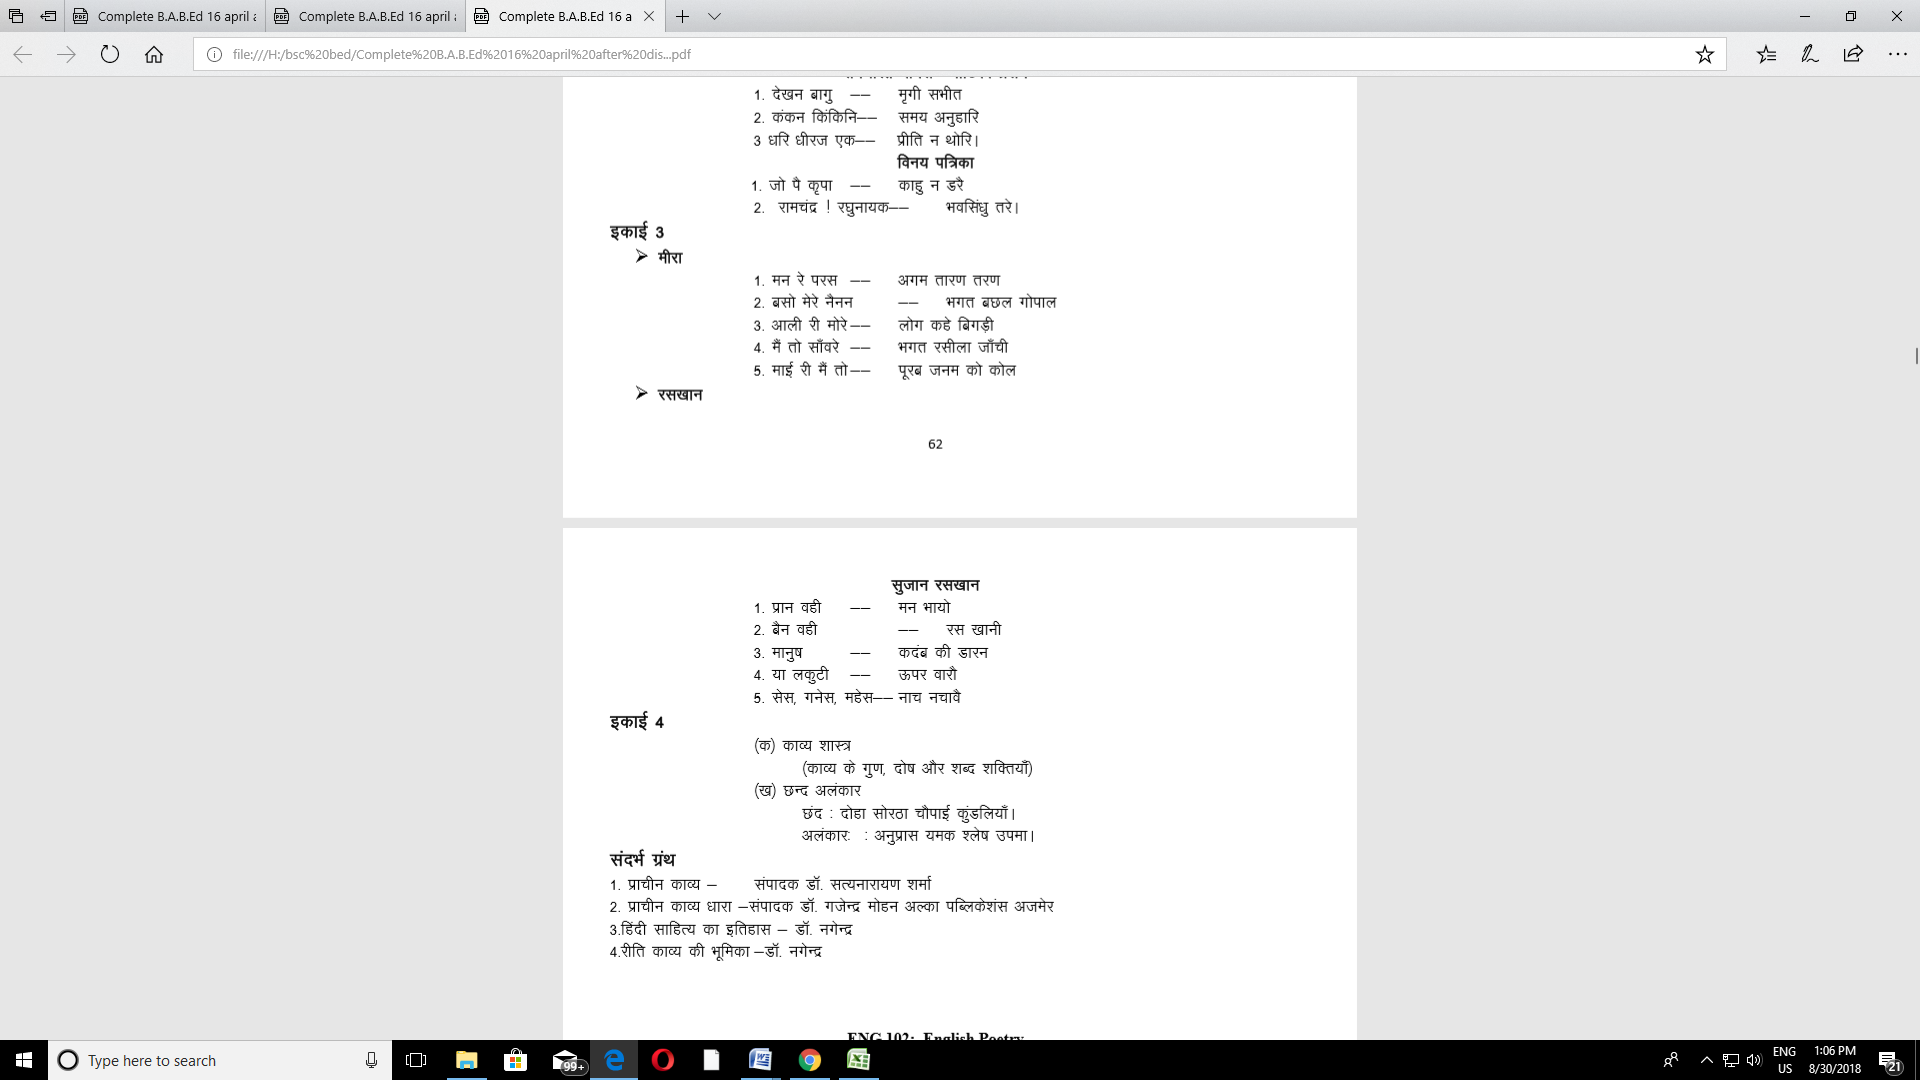 Complete B.A.B.Ed 16 april a
Complete B.A.B.Ed 16 april a
Complete B.A.B.Ed 16 a
file:///H:/bsc%20bed/Complete%20B.A.B.Ed%2016%20april%20after%20dis...pdf
1. देखन बागु —— मृगी सभीत
2. कंकन किंकिनि—— समय अनुहारि
3 धरि धीरज एक—— प्रीति न थोरि।
विनय पत्रिका
1. जो पै कृपा —— काहु न डरै
2. रामचंद्र ! रघुनायक—— भवसिंधु तरे।
इकाई 3
➢ मीरा
1. मन रे परस —— अगम तारण तरण
2. बसो मेरे नैनन —— भगत बछल गोपाल
3. आली री मोरे —— लोग कहे बिगड़ी
4. मैं तो साँवरे —— भगत रसीला जाँची
5. माई री मैं तो —— पूरब जनम को कोल
➢ रसखान
62
सुजान रसखान
1. प्रान वही —— मन भायो
2. बैन वही —— रस खानी
3. मानुष —— कदंब की डारन
4. या लकुटी —— ऊपर वारौ
5. सेस, गनेस, महेस—— नाच नचावै
इकाई 4
(क) काव्य शास्त्र
(काव्य के गुण, दोष और शब्द शक्तियाँ)
(ख) छन्द अलंकार
छंद : दोहा सोरठा चौपाई कुंडलियाँ।
अलंकारः : अनुप्रास यमक श्लेष उपमा।
संदर्भ ग्रंथ
1. प्राचीन काव्य – संपादक डॉ. सत्यनारायण शर्मा
2. प्राचीन काव्य धारा –संपादक डॉ. गजेन्द्र मोहन अल्का पब्लिकेशंस अजमेर
3.हिंदी साहित्य का इतिहास – डॉ. नगेन्द्र
4.रीति काव्य की भूमिका –डॉ. नगेन्द्र
ENG 102: English Poetry
Type here to search
99+
ENG
US
1:06 PM
8/30/2018
21